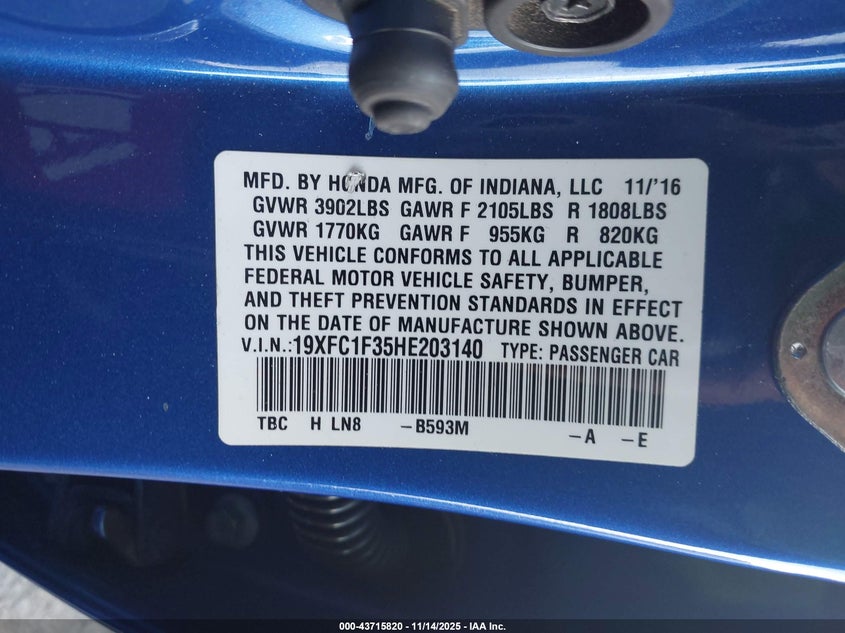 MFD. BY HONDA MFG. OF INDIANA, LLC 11/'16
GVWR 3902LBS GAWR F 2105LBS R 1808LBS
GVWR 1770KG GAWR F 955KG R 820KG
THIS VEHICLE CONFORMS TO ALL APPLICABLE
FEDERAL MOTOR VEHICLE SAFETY, BUMPER,
AND THEFT PREVENTION STANDARDS IN EFFECT
ON THE DATE OF MANUFACTURE SHOWN ABOVE.
V.I.N.:19XFC1F35HE203140 TYPE: PASSENGER CAR
TBC H LN8 -B593M -A -E
000-43715820 - 11/14/2025 - IAA Inc.